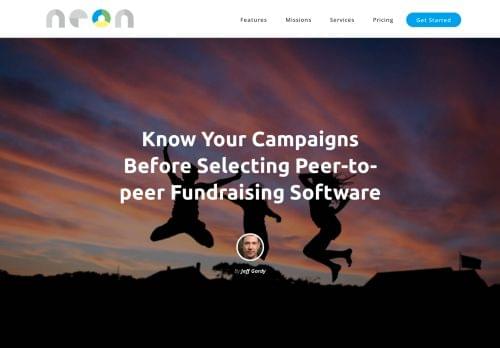 neon
Features Missions Services Pricing Get Started
Know Your Campaigns
Before Selecting Peer-to-
peer Fundraising Software
By Jeff Gordy